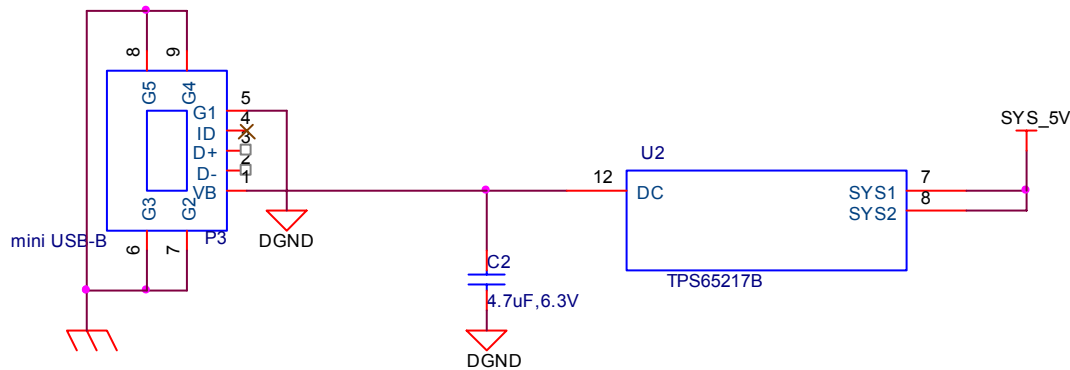 8
9
G5
G4
5
G1
4
ID
3
D+
2
D-
1
VB
G3
G2
mini USB-B
6
7
P3
DGND
C2
4.7uF,6.3V
DGND
U2
12
DC
SYS1
7
SYS2
8
TPS65217B
SYS_5V